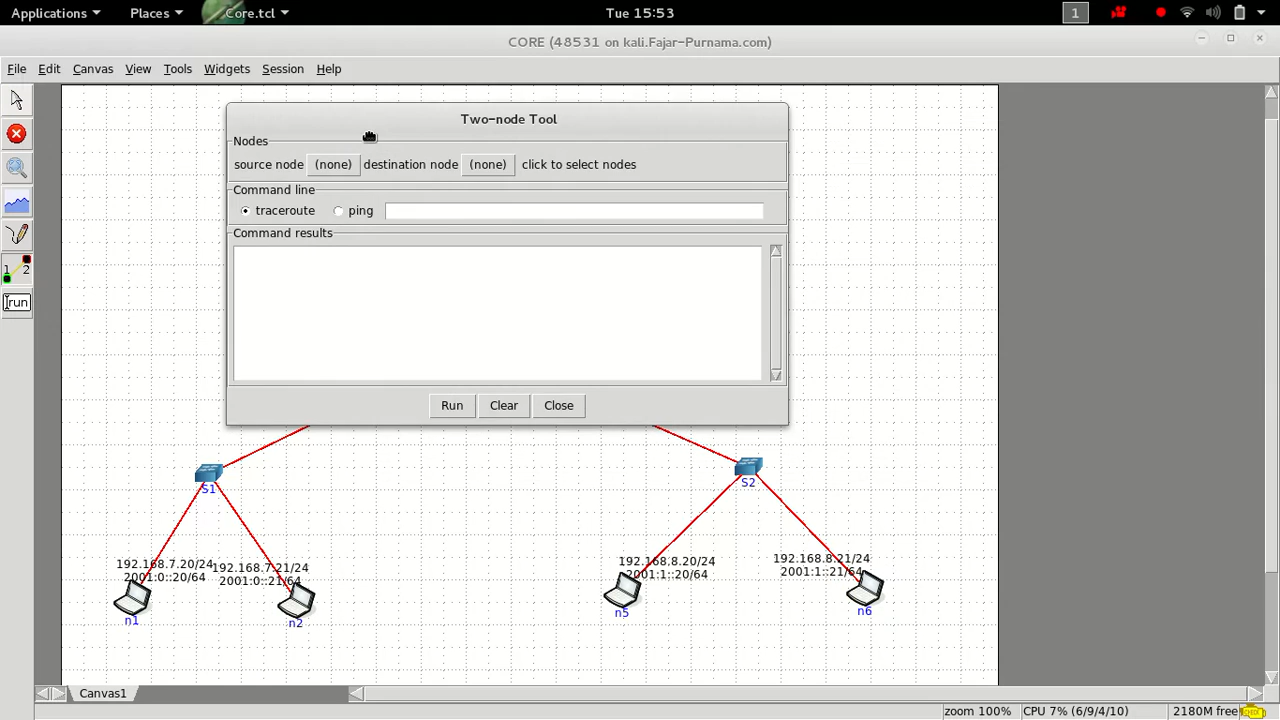 Applications Places Core.tcl Tue 15:53 1
CORE (48531 on kali.Fajar-Purnama.com)
File Edit Canvas View Tools Widgets Session Help
Two-node Tool
Nodes
source node (none) destination node (none) click to select nodes
Command line
traceroute ping
Command results
1 2
run
Run Clear Close
S1
S2
192.168.7.20/24
2001:0::20/64
192.168.7.21/24
2001:0::21/64
192.168.8.20/24
2001:1::20/64
192.168.8.21/24
2001:1::21/64
n1
n2
n5
n6
Canvas1
zoom 100% CPU 7% (6/9/4/10) 2180M free